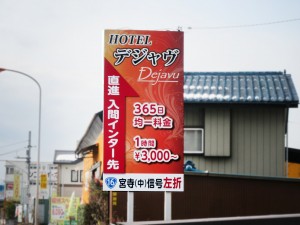 HOTEL
デジャヴ
Dejavu
直進 入間インター先
365日
均一料金
1時間
¥3,000〜
16 宮寺(中)信号左折